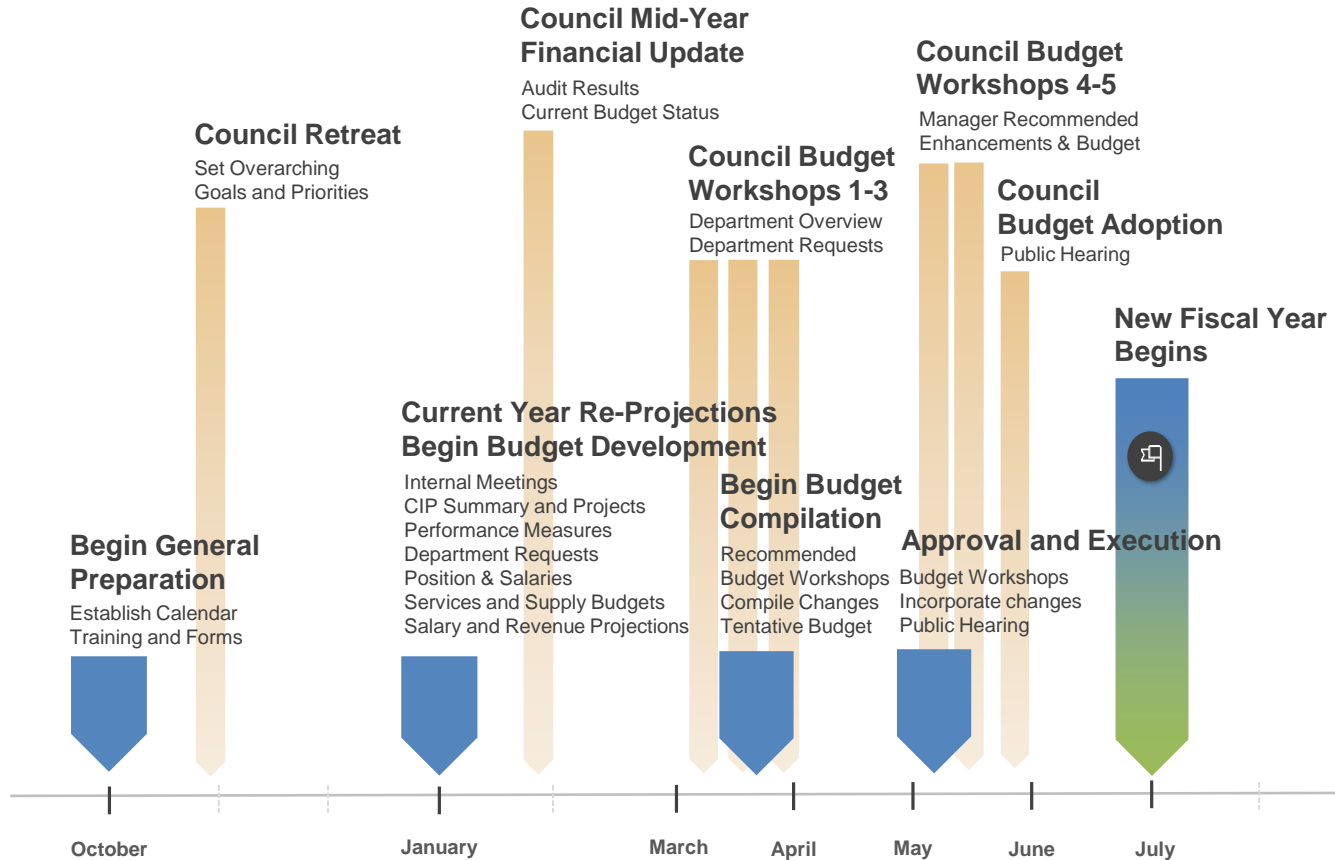 Council Mid-Year
Financial Update
Audit Results
Current Budget Status
Council Budget
Workshops 4-5
Manager Recommended
Enhancements & Budget
Council Retreat
Set Overarching
Goals and Priorities
Council Budget
Workshops 1-3
Department Overview
Department Requests
Council
Budget Adoption
Public Hearing
New Fiscal Year
Begins
Current Year Re-Projections
Begin Budget Development
Internal Meetings
CIP Summary and Projects
Performance Measures
Department Requests
Position & Salaries
Services and Supply Budgets
Salary and Revenue Projections
Begin Budget
Compilation
Recommended
Budget Workshops
Compile Changes
Tentative Budget
Approval and Execution
Budget Workshops
Incorporate changes
Public Hearing
Begin General
Preparation
Establish Calendar
Training and Forms
October
January
March
April
May
June
July